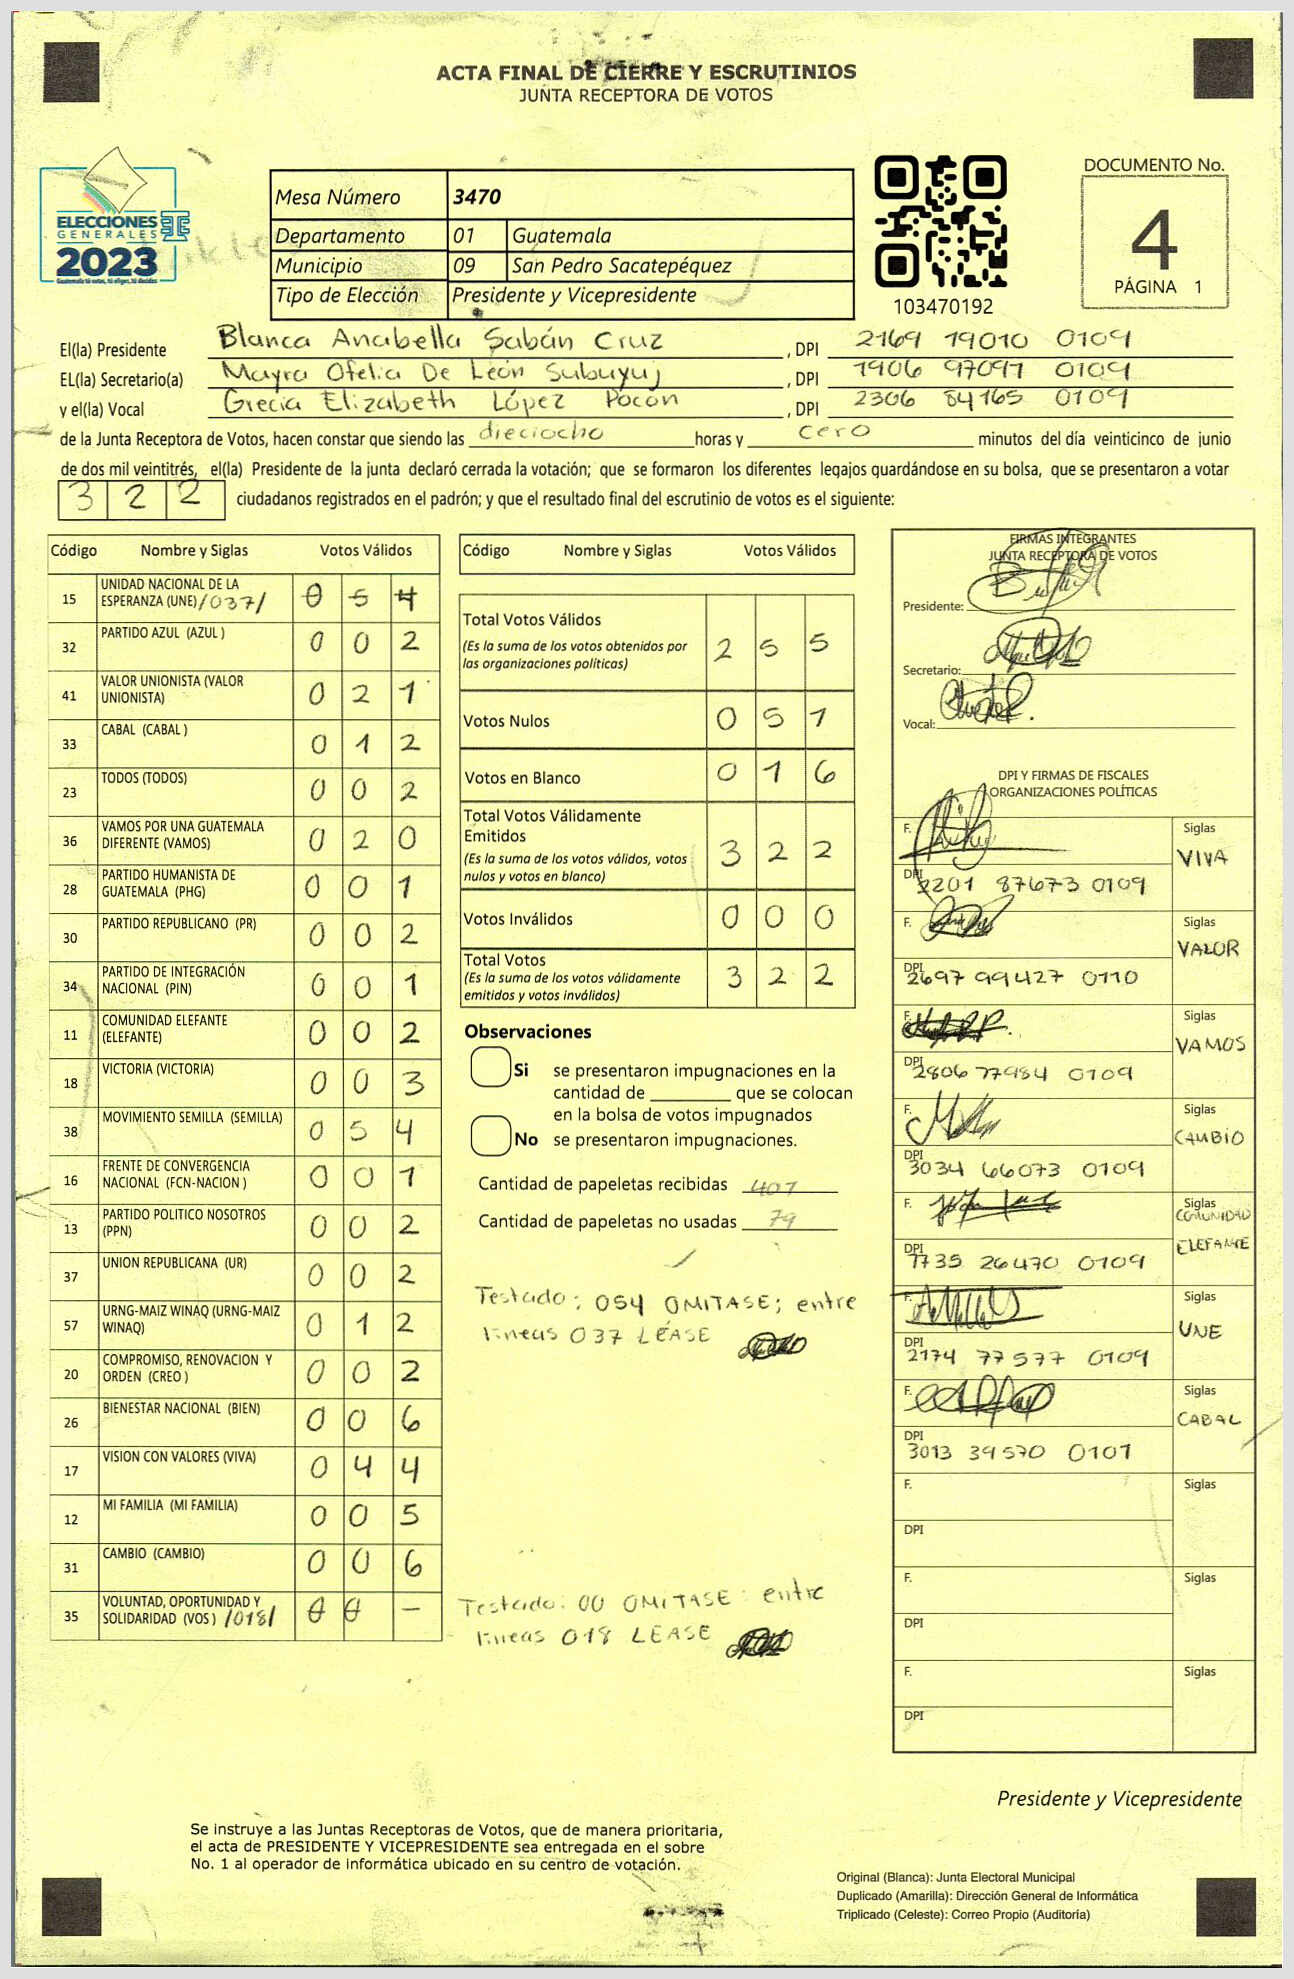 ACTA FINAL DE CIERRE Y ESCRUTINIOS
JUNTA RECEPTORA DE VOTOS
ELECCIONES
GENERALES
2023
Mesa Número 3470
Departamento 01 Guatemala
Municipio 09 San Pedro Sacatepéquez
Tipo de Elección Presidente y Vicepresidente
103470192
DOCUMENTO No.
4
PÁGINA 1
El(la) Presidente Blanca Anabella Sabán Cruz , DPI 2169 19010 0109
EL(la) Secretario(a) Mayra Ofelia De León Subuyuj , DPI 1906 97097 0109
y el(la) Vocal Grecia Elizabeth López Pocón , DPI 2306 84165 0109
de la Junta Receptora de Votos, hacen constar que siendo las dieciocho horas y cero minutos del día veinticinco de junio
de dos mil veintitrés, el(la) Presidente de la junta declaró cerrada la votación; que se formaron los diferentes legajos guardándose en su bolsa, que se presentaron a votar
3 2 2 ciudadanos registrados en el padrón; y que el resultado final del escrutinio de votos es el siguiente:
Código Nombre y Siglas Votos Válidos
15 UNIDAD NACIONAL DE LA ESPERANZA (UNE) /037/ 0 5 4
32 PARTIDO AZUL (AZUL ) 0 0 2
41 VALOR UNIONISTA (VALOR UNIONISTA) 0 2 1
33 CABAL (CABAL ) 0 1 2
23 TODOS (TODOS) 0 0 2
36 VAMOS POR UNA GUATEMALA DIFERENTE (VAMOS) 0 2 0
28 PARTIDO HUMANISTA DE GUATEMALA (PHG) 0 0 1
30 PARTIDO REPUBLICANO (PR) 0 0 2
34 PARTIDO DE INTEGRACIÓN NACIONAL (PIN) 0 0 1
11 COMUNIDAD ELEFANTE (ELEFANTE) 0 0 2
18 VICTORIA (VICTORIA) 0 0 3
38 MOVIMIENTO SEMILLA (SEMILLA) 0 5 4
16 FRENTE DE CONVERGENCIA NACIONAL (FCN-NACION ) 0 0 1
13 PARTIDO POLITICO NOSOTROS (PPN) 0 0 2
37 UNION REPUBLICANA (UR) 0 0 2
57 URNG-MAIZ WINAQ (URNG-MAIZ WINAQ) 0 1 2
20 COMPROMISO, RENOVACION Y ORDEN (CREO ) 0 0 2
26 BIENESTAR NACIONAL (BIEN) 0 0 6
17 VISION CON VALORES (VIVA) 0 4 4
12 MI FAMILIA (MI FAMILIA) 0 0 5
31 CAMBIO (CAMBIO) 0 0 6
35 VOLUNTAD, OPORTUNIDAD Y SOLIDARIDAD (VOS ) /018/ 0 0 —
Código Nombre y Siglas Votos Válidos
Total Votos Válidos 2 5 5
(Es la suma de los votos obtenidos por
las organizaciones políticas)
Votos Nulos 0 5 1
Votos en Blanco 0 1 6
Total Votos Válidamente
Emitidos 3 2 2
(Es la suma de los votos válidos, votos
nulos y votos en blanco)
Votos Inválidos 0 0 0
Total Votos 3 2 2
(Es la suma de los votos válidamente
emitidos y votos inválidos)
Observaciones
Si se presentaron impugnaciones en la
cantidad de ________ que se colocan
en la bolsa de votos impugnados
No se presentaron impugnaciones.
Cantidad de papeletas recibidas 401
Cantidad de papeletas no usadas 79
Testado: 054 OMITASE; entre
lineas 037 LÉASE
Testado: 00 OMITASE: entre
lineas 018 LEASE
FIRMAS INTEGRANTES
JUNTA RECEPTORA DE VOTOS
Presidente:
Secretario:
Vocal:
DPI Y FIRMAS DE FISCALES
ORGANIZACIONES POLÍTICAS
F. Siglas VIVA
DPI 2201 87673 0109
F. Siglas VALOR
DPI 2697 99427 0110
F. Siglas VAMOS
DPI 2806 77984 0109
F. Siglas CAMBIO
DPI 3034 66073 0109
F. Siglas COMUNIDAD ELEFANTE
DPI 1735 26470 0109
F. Siglas UNE
DPI 2174 77577 0109
F. Siglas CABAL
DPI 3013 39570 0101
F. Siglas
DPI
F. Siglas
DPI
F. Siglas
DPI
Presidente y Vicepresidente
Se instruye a las Juntas Receptoras de Votos, que de manera prioritaria,
el acta de PRESIDENTE Y VICEPRESIDENTE sea entregada en el sobre
No. 1 al operador de informática ubicado en su centro de votación.
Original (Blanca): Junta Electoral Municipal
Duplicado (Amarilla): Dirección General de Informática
Triplicado (Celeste): Correo Propio (Auditoría)